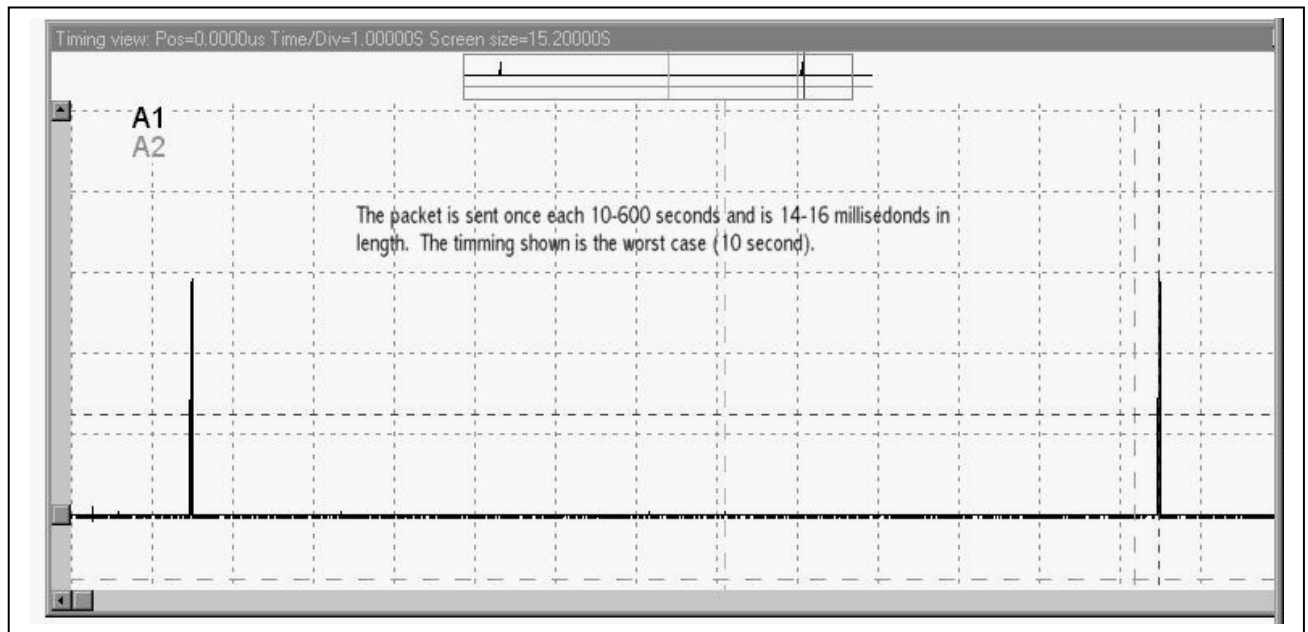 Timing view: Pos=0.0000us Time/Div=1.00000S Screen size=15.20000S
A1
A2
The packet is sent once each 10-600 seconds and is 14-16 millisedonds in
length. The timming shown is the worst case (10 second).